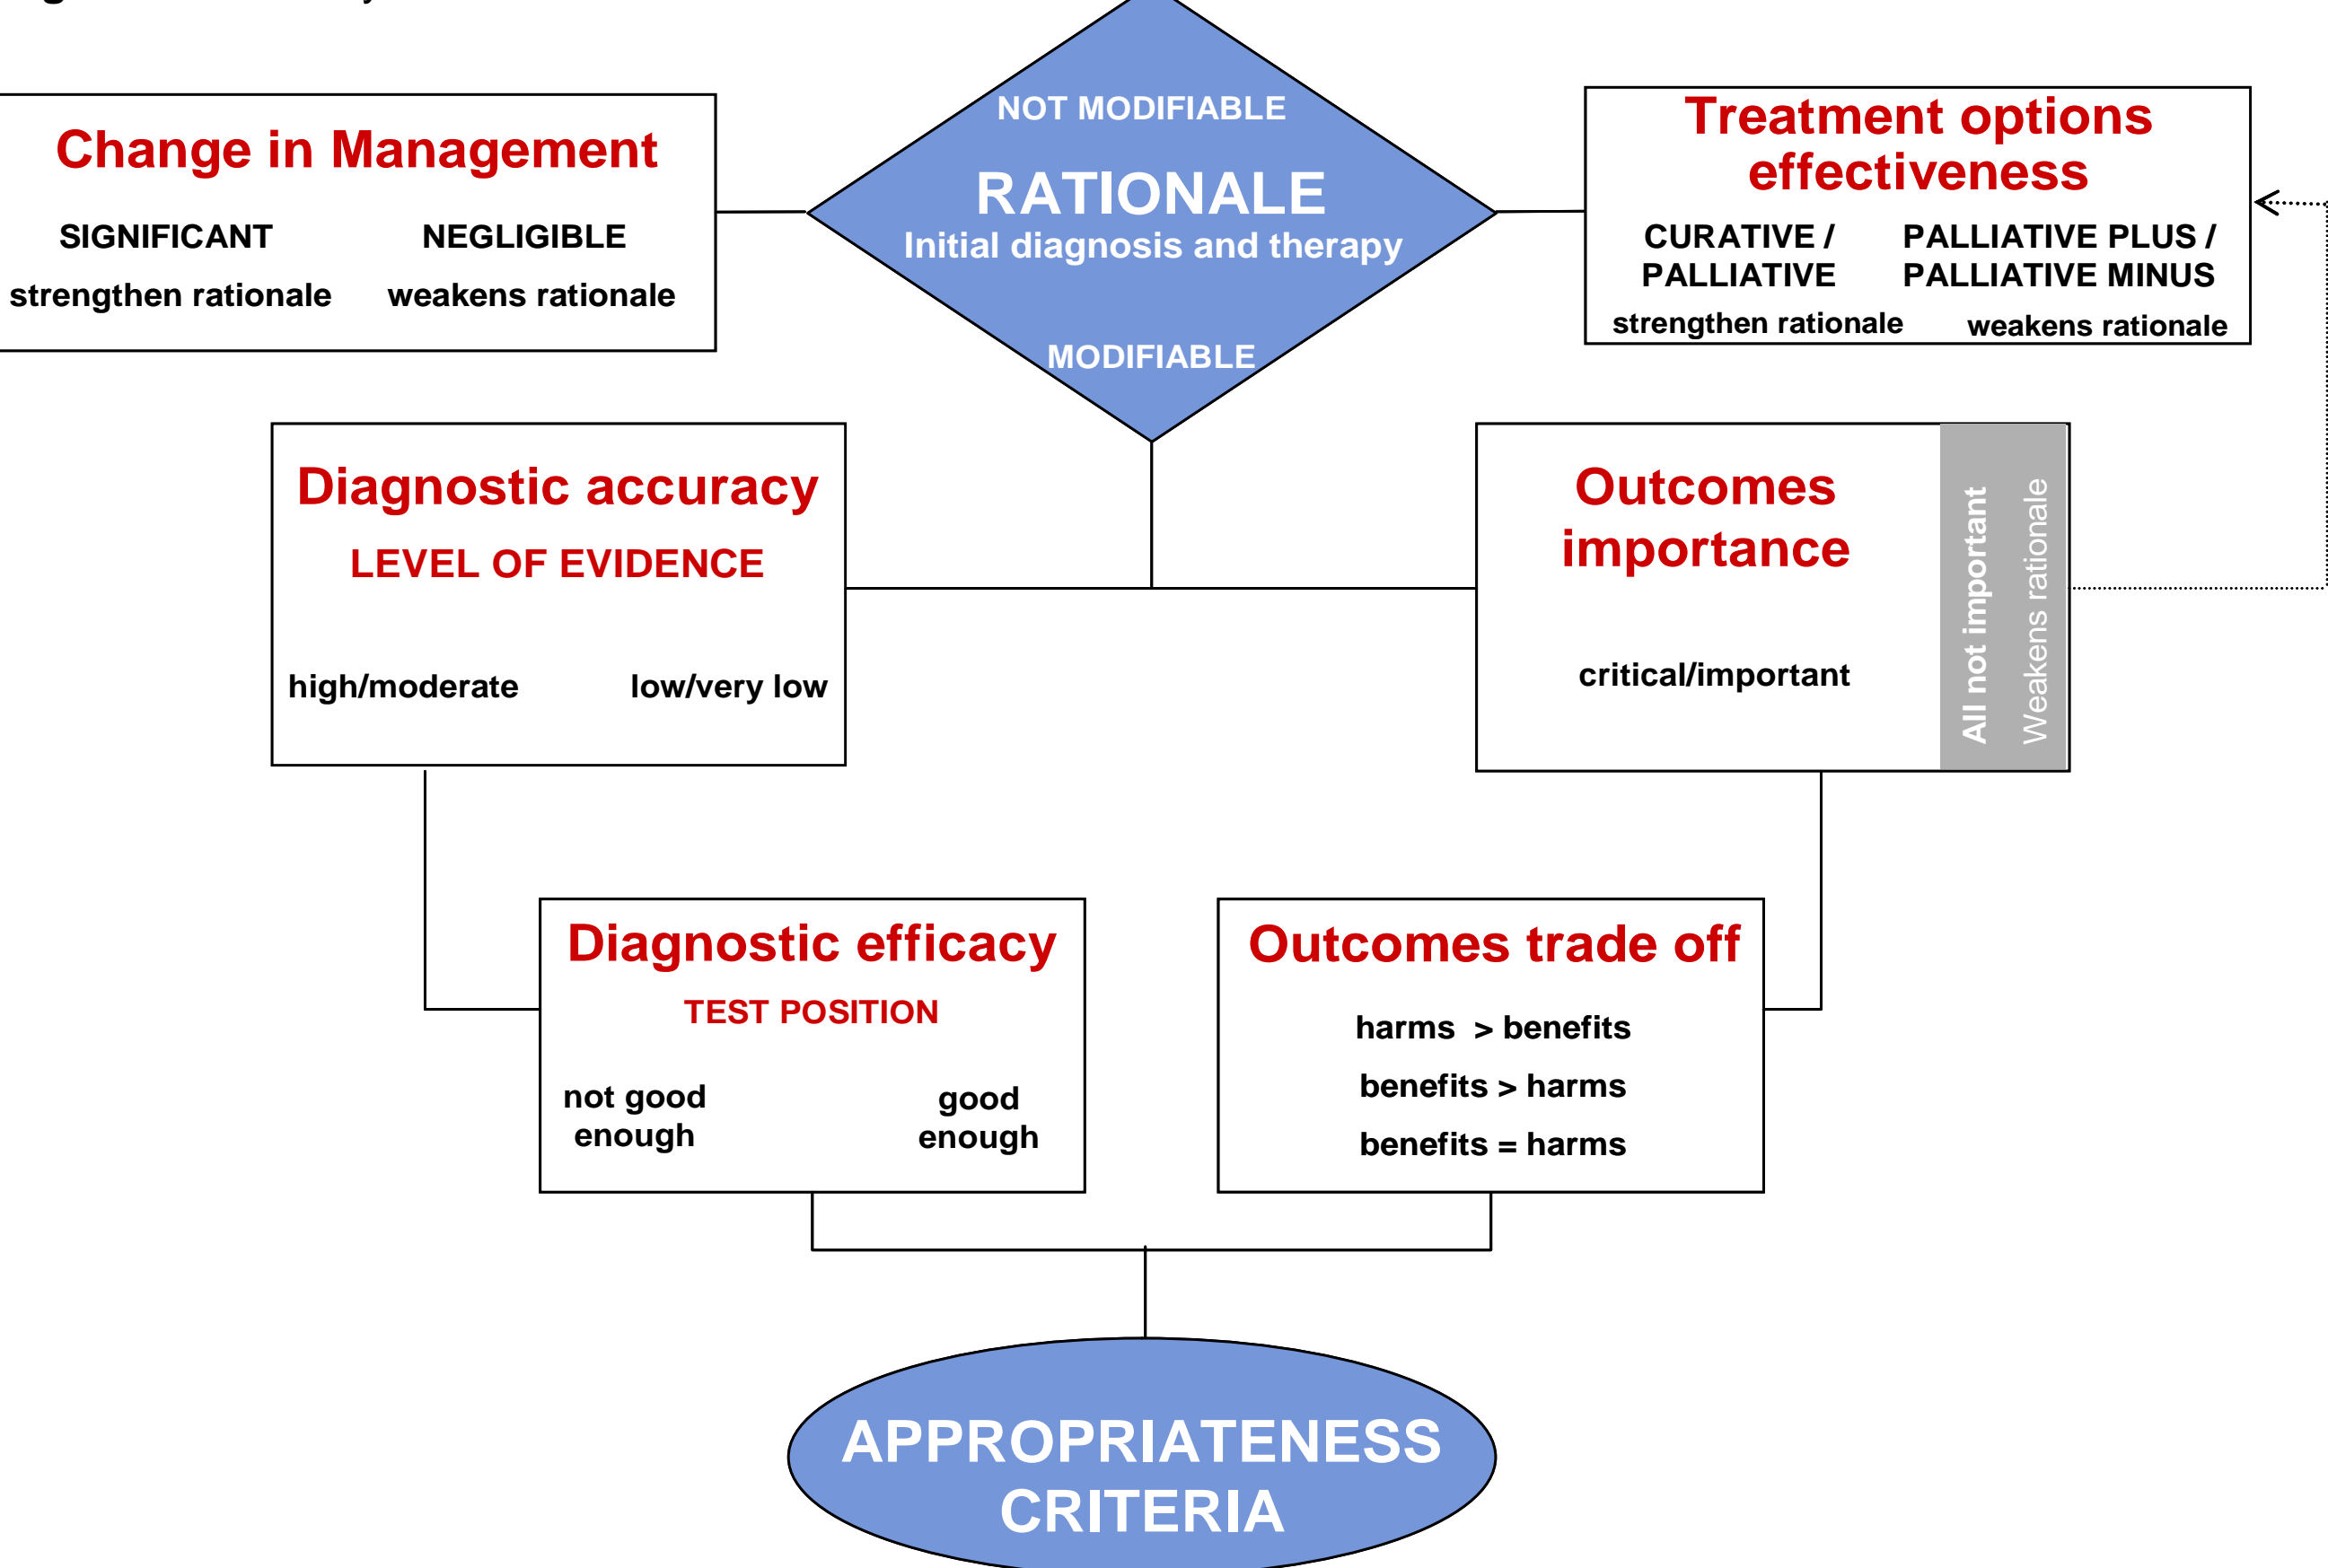 NOT MODIFIABLE
RATIONALE
Initial diagnosis and therapy
MODIFIABLE
Change in Management
SIGNIFICANT NEGLIGIBLE
strengthen rationale weakens rationale
Treatment options
effectiveness
CURATIVE / PALLIATIVE PLUS /
PALLIATIVE PALLIATIVE MINUS
strengthen rationale weakens rationale
Diagnostic accuracy
LEVEL OF EVIDENCE
high/moderate low/very low
Outcomes
importance
critical/important
All not important
Weakens rationale
Diagnostic efficacy
TEST POSITION
not good good
enough enough
Outcomes trade off
harms > benefits
benefits > harms
benefits = harms
APPROPRIATENESS
CRITERIA